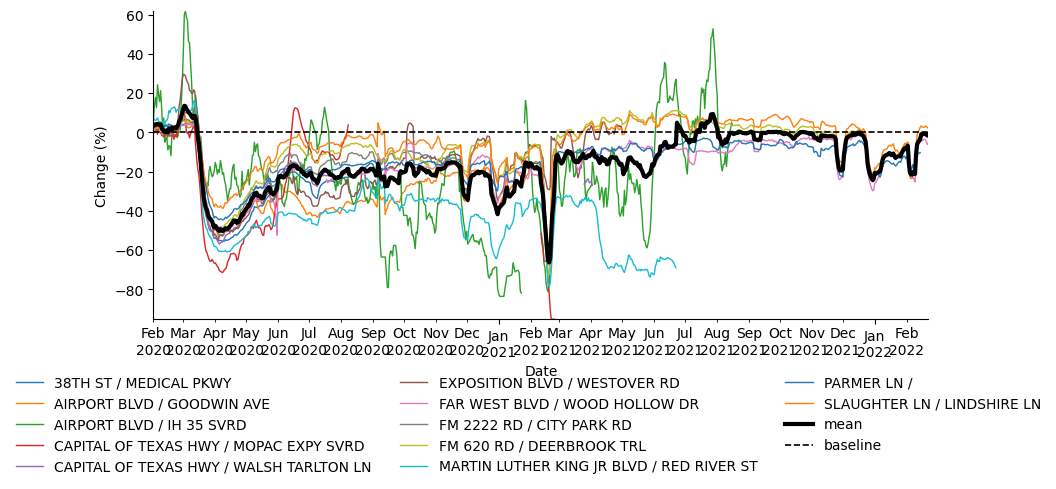 60
40
20
0
−20
−40
−60
−80
Change (%)
Feb Mar Apr May Jun Jul Aug Sep Oct Nov Dec Jan Feb Mar Apr May Jun Jul Aug Sep Oct Nov Dec Jan Feb
2020 2020 2020 2020 2020 2020 2020 2020 2020 2020 2020 2021 2021 2021 2021 2021 2021 2021 2021 2021 2021 2021 2021 2022 2022
Date
38TH ST / MEDICAL PKWY
AIRPORT BLVD / GOODWIN AVE
AIRPORT BLVD / IH 35 SVRD
CAPITAL OF TEXAS HWY / MOPAC EXPY SVRD
CAPITAL OF TEXAS HWY / WALSH TARLTON LN
EXPOSITION BLVD / WESTOVER RD
FAR WEST BLVD / WOOD HOLLOW DR
FM 2222 RD / CITY PARK RD
FM 620 RD / DEERBROOK TRL
MARTIN LUTHER KING JR BLVD / RED RIVER ST
PARMER LN /
SLAUGHTER LN / LINDSHIRE LN
mean
baseline